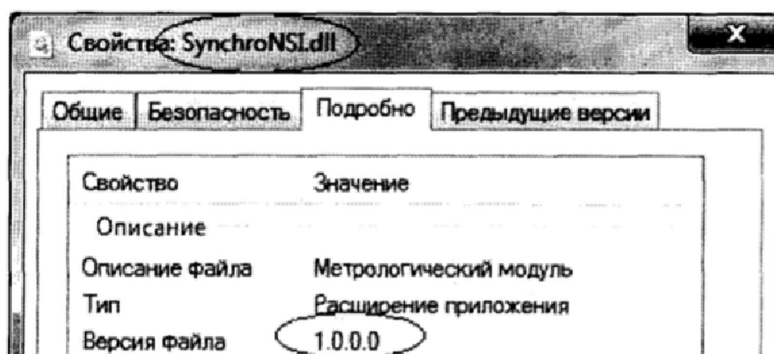 Свойства: SynchroNSI.dll
Общие Безопасность Подробно Предыдущие версии
Свойство Значение
Описание
Описание файла Метрологический модуль
Тип Расширение приложения
Версия файла 1.0.0.0